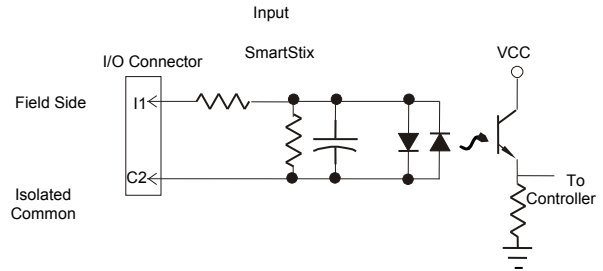 Input
SmartStix
I/O Connector
VCC
Field Side
I1
C2
To
Controller
Isolated
Common